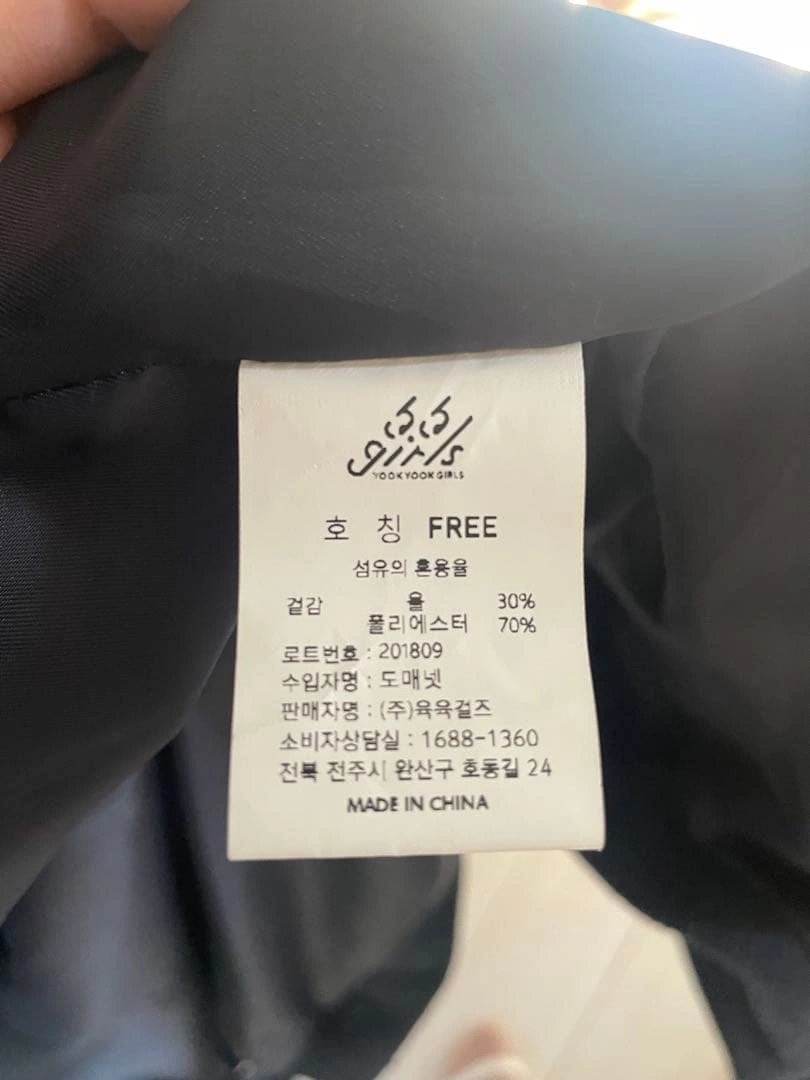 66
girls
YOOKYOOK GIRLS
호 칭 FREE
섬유의 혼용율
겉감 울 30%
폴리에스터 70%
로트번호 : 201809
수입자명 : 도매넷
판매자명 : (주)육육걸즈
소비자상담실 : 1688-1360
전북 전주시 완산구 호동길 24
MADE IN CHINA